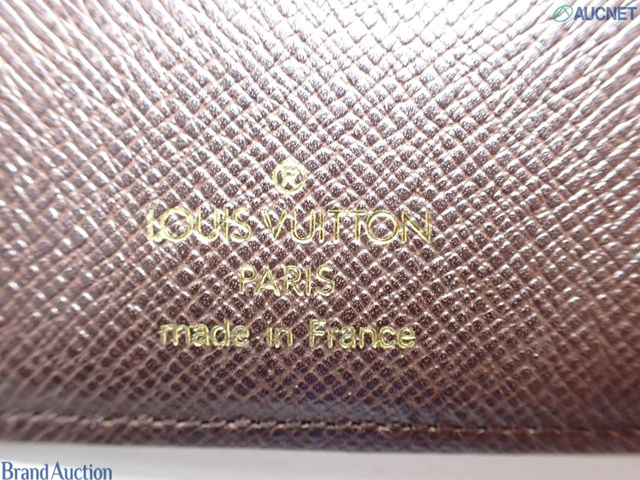 AUCNET
®
LOUIS VUITTON
PARIS
made in France
Brand Auction